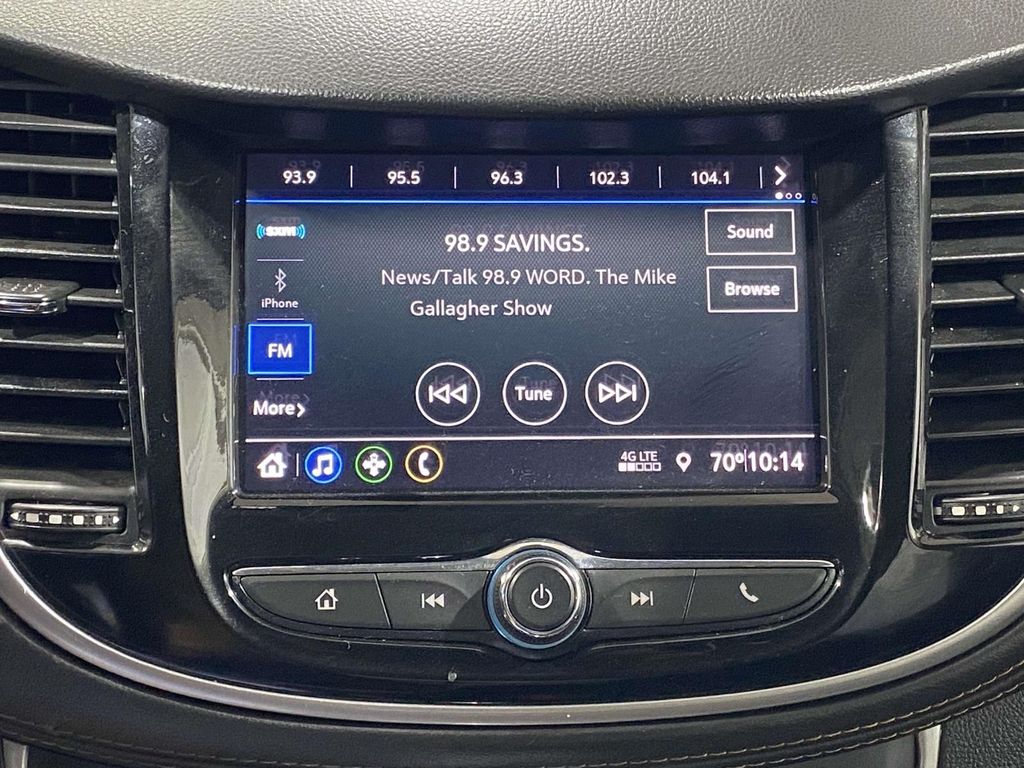 93.9 95.5 96.3 102.3 104.1
SXM
98.9 SAVINGS.
Sound
News/Talk 98.9 WORD. The Mike
Gallagher Show
Browse
iPhone
FM
Tune
More
4G LTE
70° 10:14